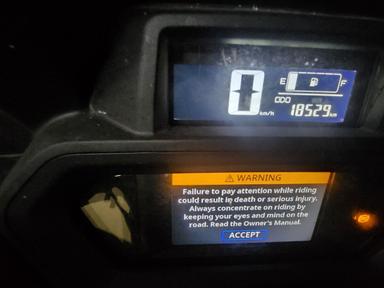 E F
0 km/h
ODO
18529 km
⚠ WARNING
Failure to pay attention while riding
could result in death or serious injury.
Always concentrate on riding by
keeping your eyes and mind on the
road. Read the Owner's Manual.
ACCEPT